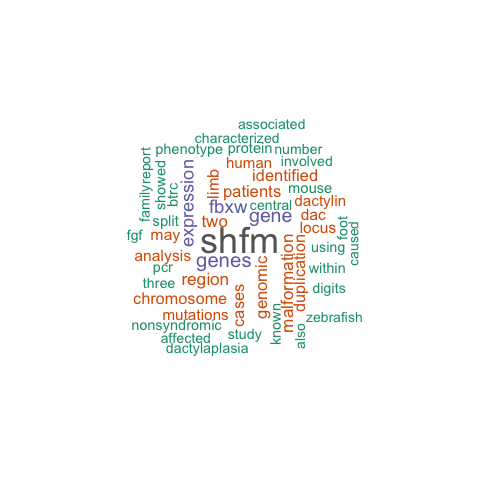 associated
characterized
phenotype
protein
number
human
involved
family
report
showed
btrc
expression
limb
identified
patients
mouse
fbxw
central
dactylin
split
two
gene
dac
foot
fgf
may
shfm
locus
caused
analysis
genes
using
pcr
region
genomic
malformation
duplication
within
three
cases
digits
chromosome
mutations
known
also
zebrafish
nonsyndromic
study
affected
dactylaplasia